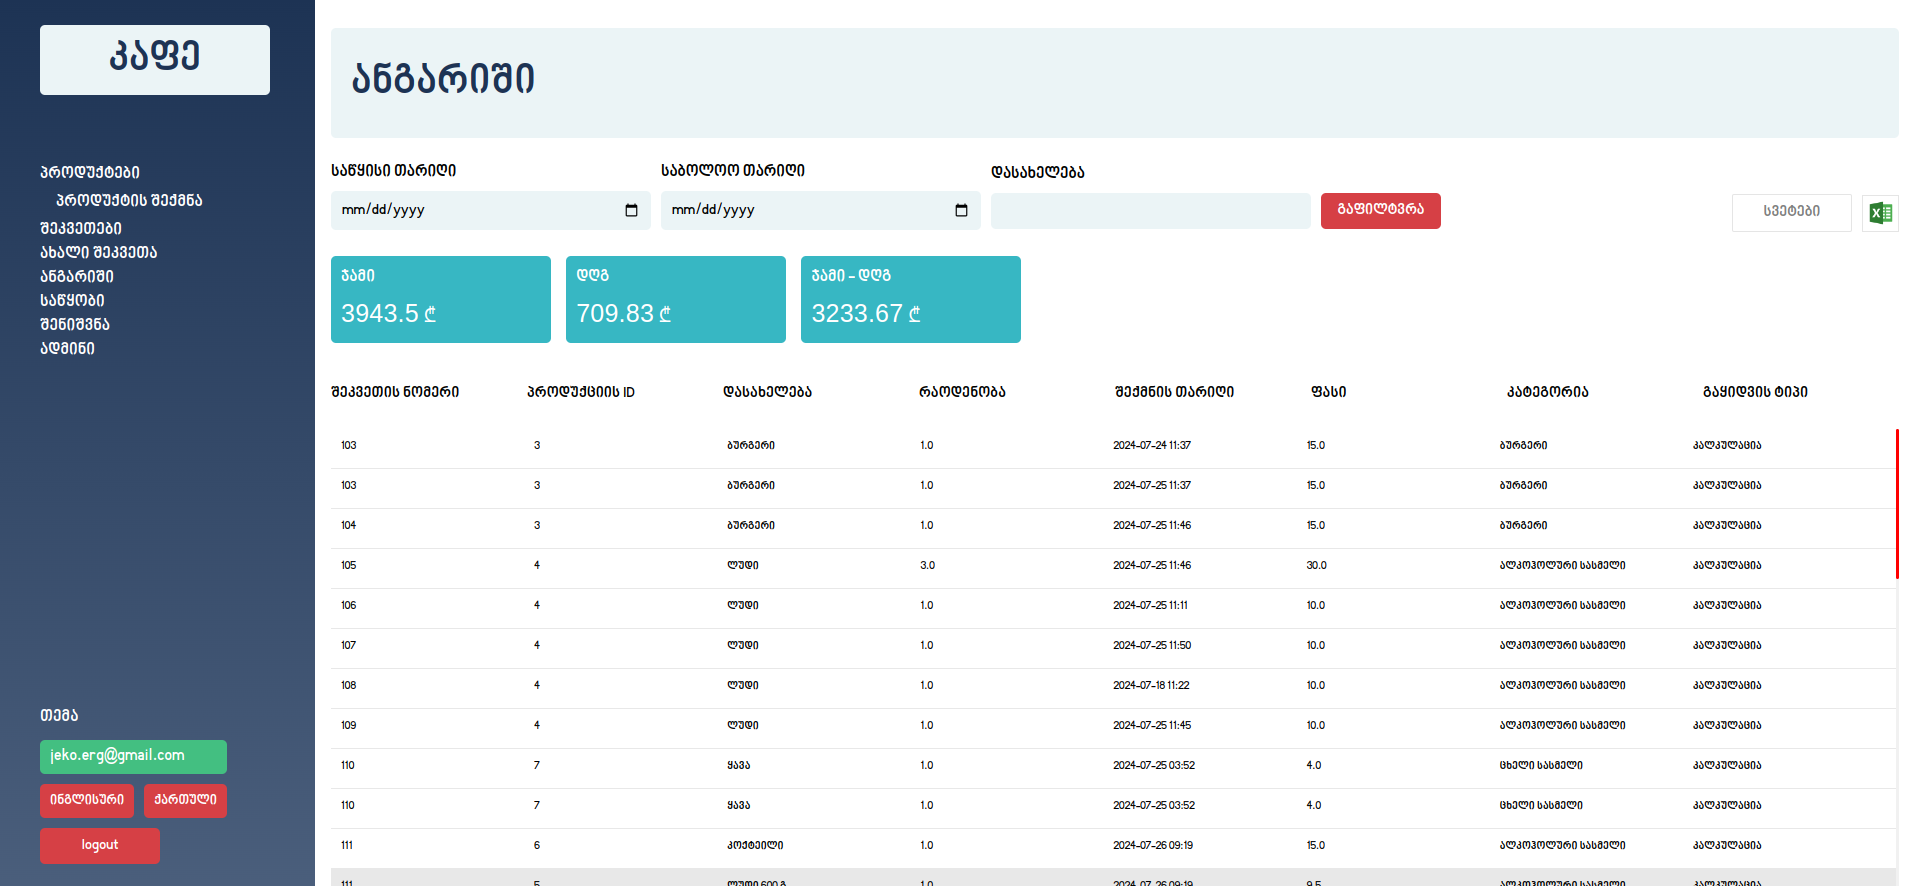 კაფე
პროდუქტები
პროდუქტის შექმნა
შეკვეთები
ახალი შეკვეთა
ანგარიში
საწყობი
შენიშვნა
ადმინი
თემა
jeko.erg@gmail.com
ინგლისური ქართული
logout
ანგარიში
საწყისი თარიღი საბოლოო თარიღი დასახელება
mm/dd/yyyy mm/dd/yyyy გაფილტვრა სვეტები
ჯამი დღგ ჯამი - დღგ
3943.5 ₾ 709.83 ₾ 3233.67 ₾
შეკვეთის ნომერი პროდუქციის ID დასახელება რაოდენობა შექმნის თარიღი ფასი კატეგორია გაყიდვის ტიპი
103 3 ბურგერი 1.0 2024-07-24 11:37 15.0 ბურგერი კალკულაცია
103 3 ბურგერი 1.0 2024-07-25 11:37 15.0 ბურგერი კალკულაცია
104 3 ბურგერი 1.0 2024-07-25 11:46 15.0 ბურგერი კალკულაცია
105 4 ლუდი 3.0 2024-07-25 11:46 30.0 ალკოჰოლური სასმელი კალკულაცია
106 4 ლუდი 1.0 2024-07-25 11:11 10.0 ალკოჰოლური სასმელი კალკულაცია
107 4 ლუდი 1.0 2024-07-25 11:50 10.0 ალკოჰოლური სასმელი კალკულაცია
108 4 ლუდი 1.0 2024-07-18 11:22 10.0 ალკოჰოლური სასმელი კალკულაცია
109 4 ლუდი 1.0 2024-07-25 11:45 10.0 ალკოჰოლური სასმელი კალკულაცია
110 7 ყავა 1.0 2024-07-25 03:52 4.0 ცხელი სასმელი კალკულაცია
110 7 ყავა 1.0 2024-07-25 03:52 4.0 ცხელი სასმელი კალკულაცია
111 6 კოქტეილი 1.0 2024-07-26 09:19 15.0 ალკოჰოლური სასმელი კალკულაცია
111 5 ლუდი 600 გ 1.0 2024-07-26 09:19 9.5 ალკოჰოლური სასმელი კალკულაცია